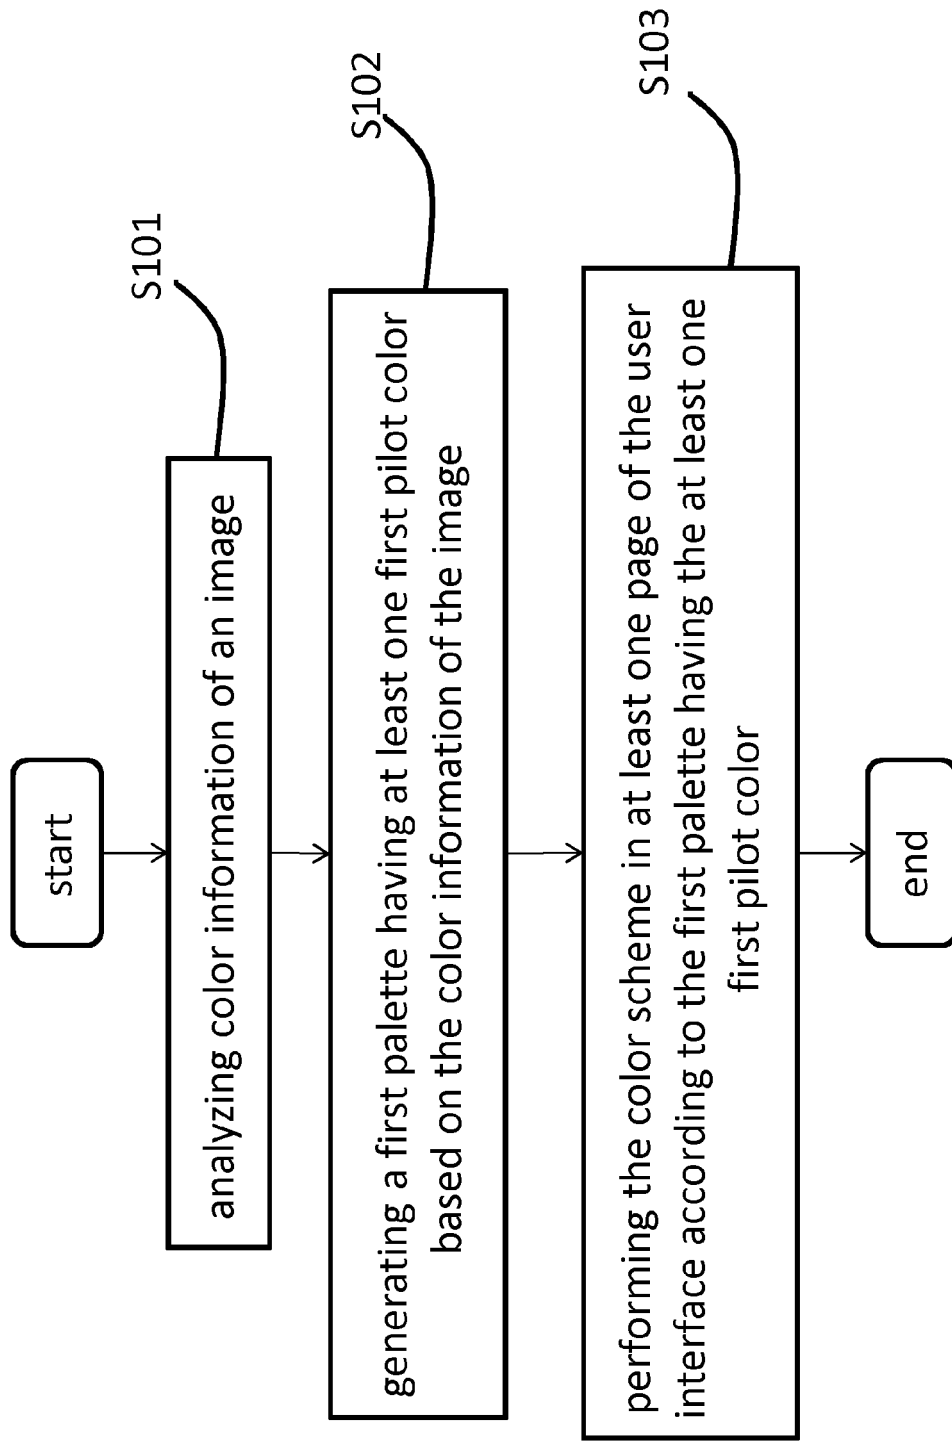 start
S101
analyzing color information of an image
S102
generating a first palette having at least one first pilot color
based on the color information of the image
S103
performing the color scheme in at least one page of the user
interface according to the first palette having the at least one
first pilot color
end